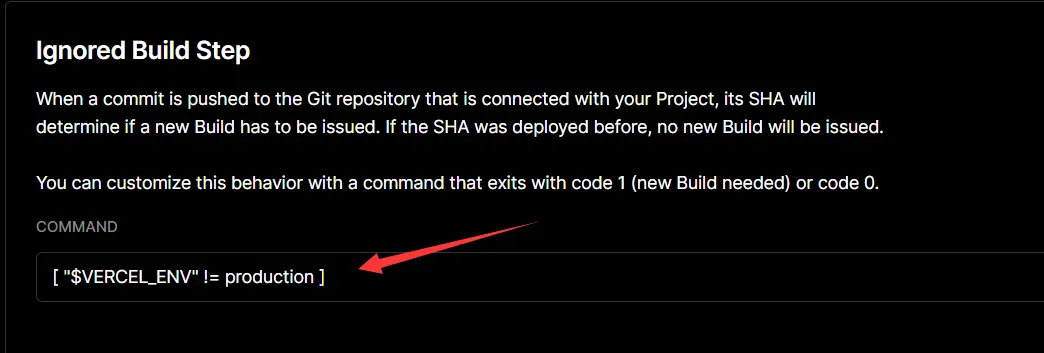 Ignored Build Step
When a commit is pushed to the Git repository that is connected with your Project, its SHA will
determine if a new Build has to be issued. If the SHA was deployed before, no new Build will be issued.
You can customize this behavior with a command that exits with code 1 (new Build needed) or code 0.
COMMAND
[ "$VERCEL_ENV" != production ]